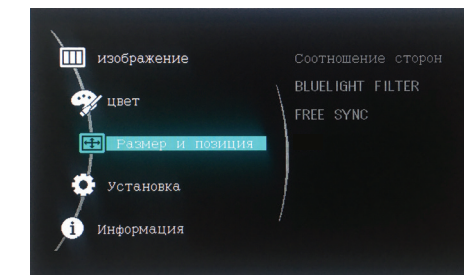 изображение
цвет
Размер и позиция
Установка
Информация
Соотношение сторон
BLUELIGHT FILTER
FREE SYNC